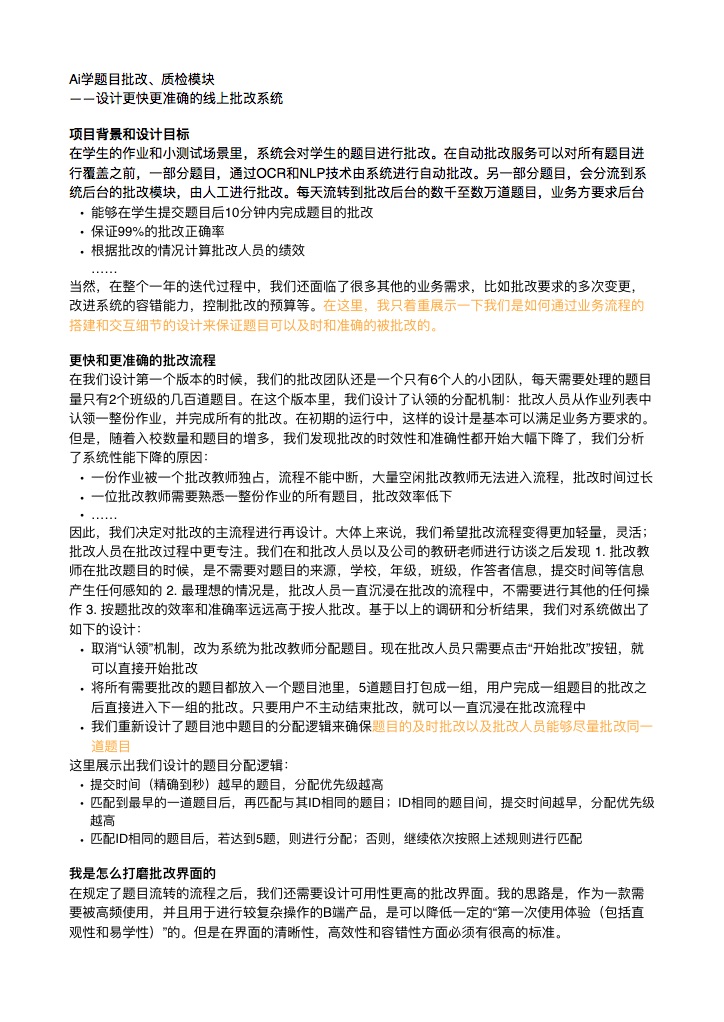 Ai学题目批改、质检模块
——设计更快更准确的线上批改系统
项目背景和设计目标
在学生的作业和小测试场景里，系统会对学生的题目进行批改。在自动批改服务可以对所有题目进
行覆盖之前，一部分题目，通过OCR和NLP技术由系统进行自动批改。另一部分题目，会分流到系
统后台的批改模块，由人工进行批改。每天流转到批改后台的数千至数万道题目，业务方要求后台
• 能够在学生提交题目后10分钟内完成题目的批改
• 保证99%的批改正确率
• 根据批改的情况计算批改人员的绩效
……
当然，在整个一年的迭代过程中，我们还面临了很多其他的业务需求，比如批改要求的多次变更，
改进系统的容错能力，控制批改的预算等。在这里，我只着重展示一下我们是如何通过业务流程的
搭建和交互细节的设计来保证题目可以及时和准确的被批改的。
更快和更准确的批改流程
在我们设计第一个版本的时候，我们的批改团队还是一个只有6个人的小团队，每天需要处理的题目
量只有2个班级的几百道题目。在这个版本里，我们设计了认领的分配机制：批改人员从作业列表中
认领一整份作业，并完成所有的批改。在初期的运行中，这样的设计是基本可以满足业务方要求的。
但是，随着入校数量和题目的增多，我们发现批改的时效性和准确性都开始大幅下降了，我们分析
了系统性能下降的原因：
• 一份作业被一个批改教师独占，流程不能中断，大量空闲批改教师无法进入流程，批改时间过长
• 一位批改教师需要熟悉一整份作业的所有题目，批改效率低下
• ……
因此，我们决定对批改的主流程进行再设计。大体上来说，我们希望批改流程变得更加轻量，灵活；
批改人员在批改过程中更专注。我们在和批改人员以及公司的教研老师进行访谈之后发现 1. 批改教
师在批改题目的时候，是不需要对题目的来源，学校，年级，班级，作答者信息，提交时间等信息
产生任何感知的 2. 最理想的情况是，批改人员一直沉浸在批改的流程中，不需要进行其他的任何操
作 3. 按题批改的效率和准确率远远高于按人批改。基于以上的调研和分析结果，我们对系统做出了
如下的设计：
• 取消“认领”机制，改为系统为批改教师分配题目。现在批改人员只需要点击“开始批改”按钮，就
可以直接开始批改
• 将所有需要批改的题目都放入一个题目池里，5道题目打包成一组，用户完成一组题目的批改之
后直接进入下一组的批改。只要用户不主动结束批改，就可以一直沉浸在批改流程中
• 我们重新设计了题目池中题目的分配逻辑来确保题目的及时批改以及批改人员能够尽量批改同一
道题目
这里展示出我们设计的题目分配逻辑：
• 提交时间（精确到秒）越早的题目，分配优先级越高
• 匹配到最早的一道题目后，再匹配与其ID相同的题目；ID相同的题目间，提交时间越早，分配优先级
越高
• 匹配ID相同的题目后，若达到5题，则进行分配；否则，继续依次按照上述规则进行匹配
我是怎么打磨批改界面的
在规定了题目流转的流程之后，我们还需要设计可用性更高的批改界面。我的思路是，作为一款需
要被高频使用，并且用于进行较复杂操作的B端产品，是可以降低一定的“第一次使用体验（包括直
观性和易学性）”的。但是在界面的清晰性，高效性和容错性方面必须有很高的标准。